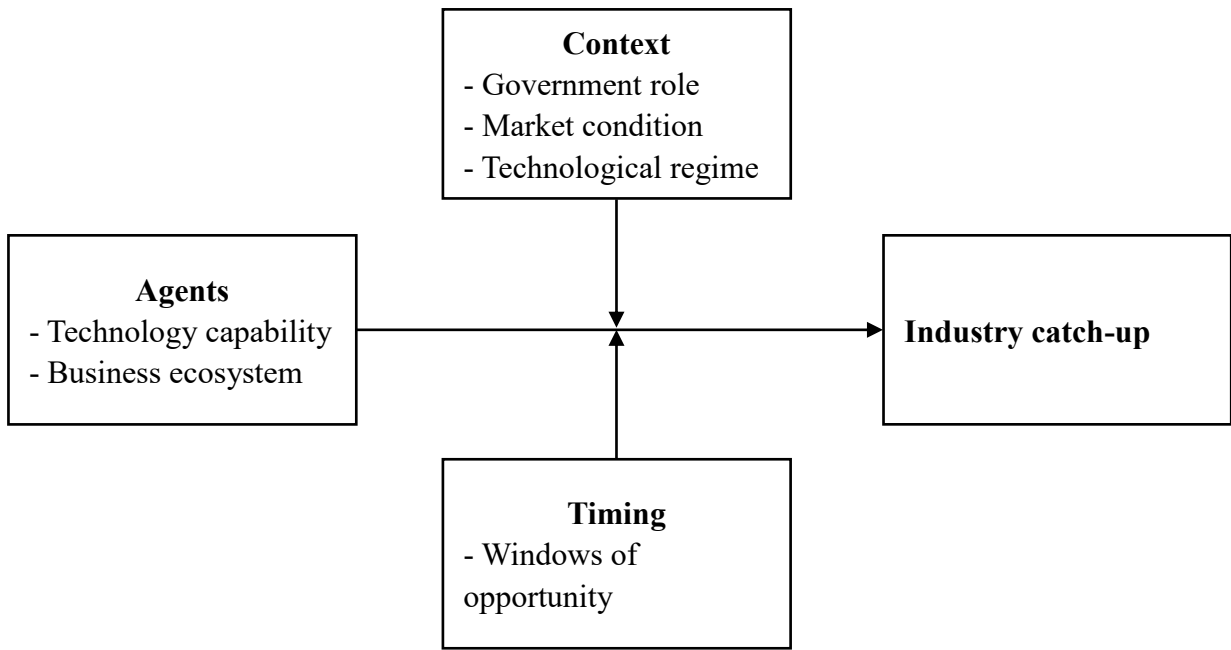 Context
- Government role
- Market condition
- Technological regime
Agents
- Technology capability
- Business ecosystem
Industry catch-up
Timing
- Windows of
opportunity